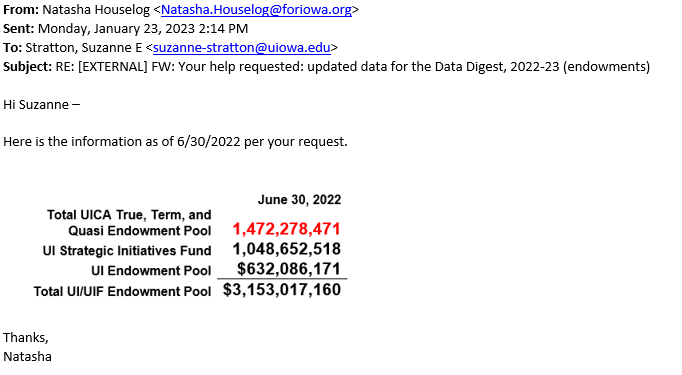 From: Natasha Houselog <Natasha.Houselog@foriowa.org>
Sent: Monday, January 23, 2023 2:14 PM
To: Stratton, Suzanne E <suzanne-stratton@uiowa.edu>
Subject: RE: [EXTERNAL] FW: Your help requested: updated data for the Data Digest, 2022-23 (endowments)
Hi Suzanne –
Here is the information as of 6/30/2022 per your request.
June 30, 2022
Total UICA True, Term, and
Quasi Endowment Pool 1,472,278,471
UI Strategic Initiatives Fund 1,048,652,518
UI Endowment Pool $632,086,171
Total UI/UIF Endowment Pool $3,153,017,160
Thanks,
Natasha